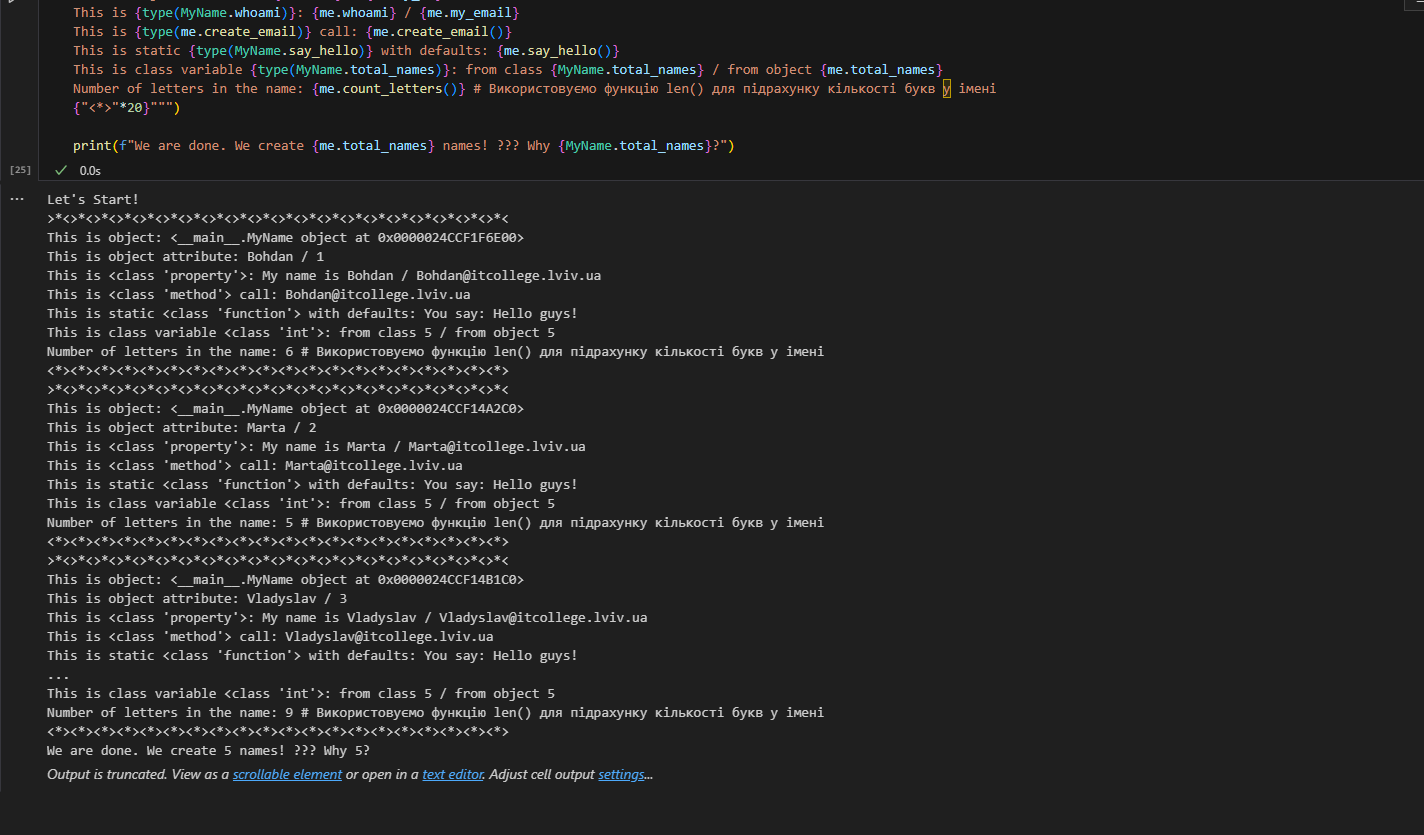 This is {type(MyName.whoami)}: {me.whoami} / {me.my_email}
This is {type(me.create_email)} call: {me.create_email()}
This is static {type(MyName.say_hello)} with defaults: {me.say_hello()}
This is class variable {type(MyName.total_names)}: from class {MyName.total_names} / from object {me.total_names}
Number of letters in the name: {me.count_letters()} # Використовуємо функцію len() для підрахунку кількості букв у імені
{"<*>"*20}""")
print(f"We are done. We create {me.total_names} names! ??? Why {MyName.total_names}?")
[25] 0.0s
... Let's Start!
>*<>*<>*<>*<>*<>*<>*<>*<>*<>*<>*<>*<>*<>*<>*<>*<>*<>*<>*<>*<
This is object: <__main__.MyName object at 0x0000024CCF1F6E00>
This is object attribute: Bohdan / 1
This is <class 'property'>: My name is Bohdan / Bohdan@itcollege.lviv.ua
This is <class 'method'> call: Bohdan@itcollege.lviv.ua
This is static <class 'function'> with defaults: You say: Hello guys!
This is class variable <class 'int'>: from class 5 / from object 5
Number of letters in the name: 6 # Використовуємо функцію len() для підрахунку кількості букв у імені
<*><*><*><*><*><*><*><*><*><*><*><*><*><*><*><*><*><*><*><*>
>*<>*<>*<>*<>*<>*<>*<>*<>*<>*<>*<>*<>*<>*<>*<>*<>*<>*<>*<>*<
This is object: <__main__.MyName object at 0x0000024CCF14A2C0>
This is object attribute: Marta / 2
This is <class 'property'>: My name is Marta / Marta@itcollege.lviv.ua
This is <class 'method'> call: Marta@itcollege.lviv.ua
This is static <class 'function'> with defaults: You say: Hello guys!
This is class variable <class 'int'>: from class 5 / from object 5
Number of letters in the name: 5 # Використовуємо функцію len() для підрахунку кількості букв у імені
<*><*><*><*><*><*><*><*><*><*><*><*><*><*><*><*><*><*><*><*>
>*<>*<>*<>*<>*<>*<>*<>*<>*<>*<>*<>*<>*<>*<>*<>*<>*<>*<>*<>*<
This is object: <__main__.MyName object at 0x0000024CCF14B1C0>
This is object attribute: Vladyslav / 3
This is <class 'property'>: My name is Vladyslav / Vladyslav@itcollege.lviv.ua
This is <class 'method'> call: Vladyslav@itcollege.lviv.ua
This is static <class 'function'> with defaults: You say: Hello guys!
...
This is class variable <class 'int'>: from class 5 / from object 5
Number of letters in the name: 9 # Використовуємо функцію len() для підрахунку кількості букв у імені
<*><*><*><*><*><*><*><*><*><*><*><*><*><*><*><*><*><*><*><*>
We are done. We create 5 names! ??? Why 5?
Output is truncated. View as a scrollable element or open in a text editor. Adjust cell output settings...